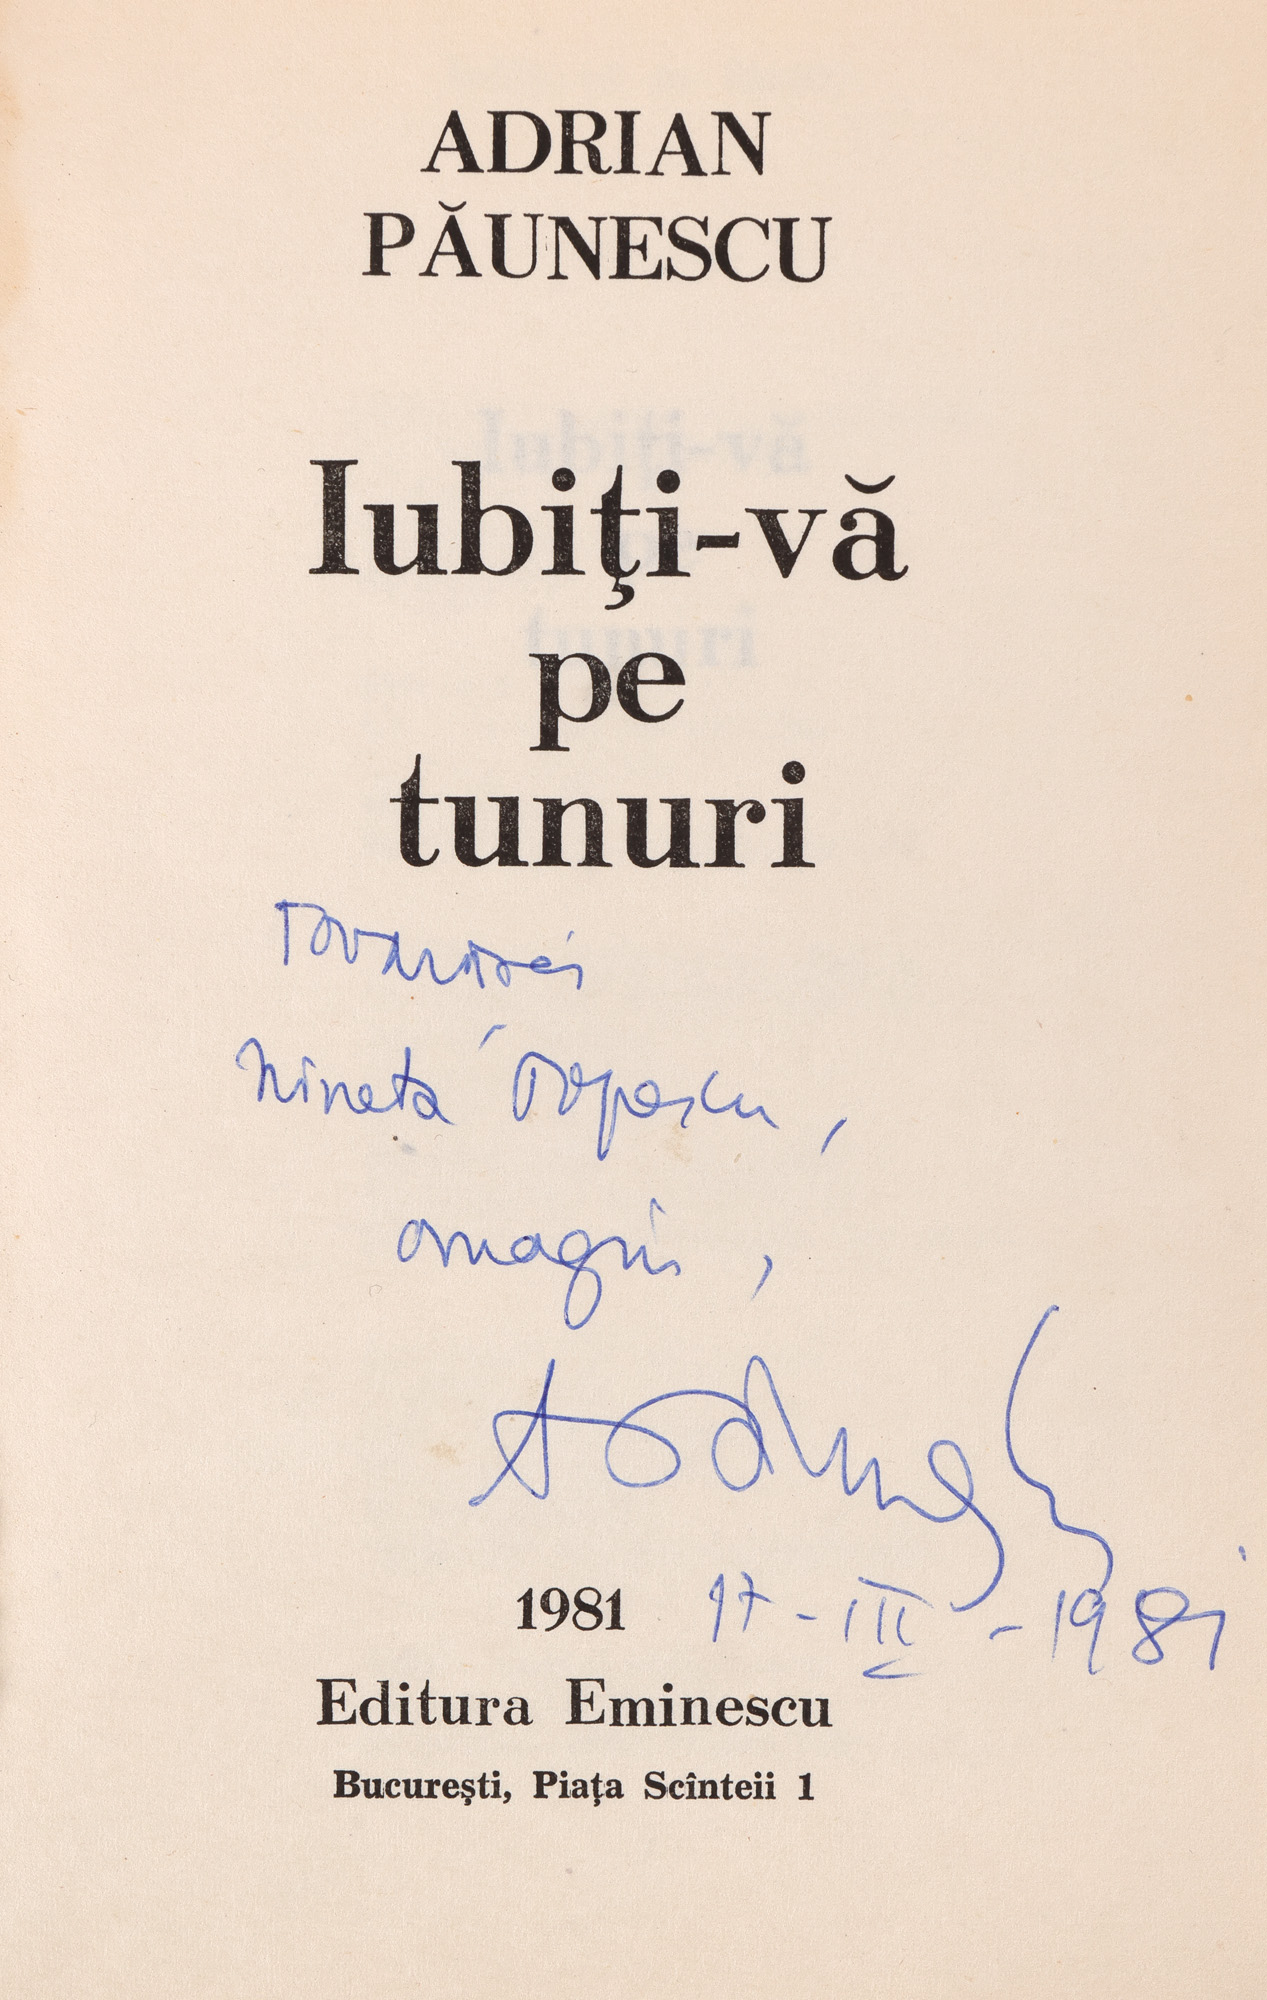 ADRIAN
PĂUNESCU
Iubiţi-vă
pe
tunuri
Tovarășei
Nineta Popescu,
omagiu,
1981 17-III-1981
Editura Eminescu
Bucureşti, Piaţa Scînteii 1